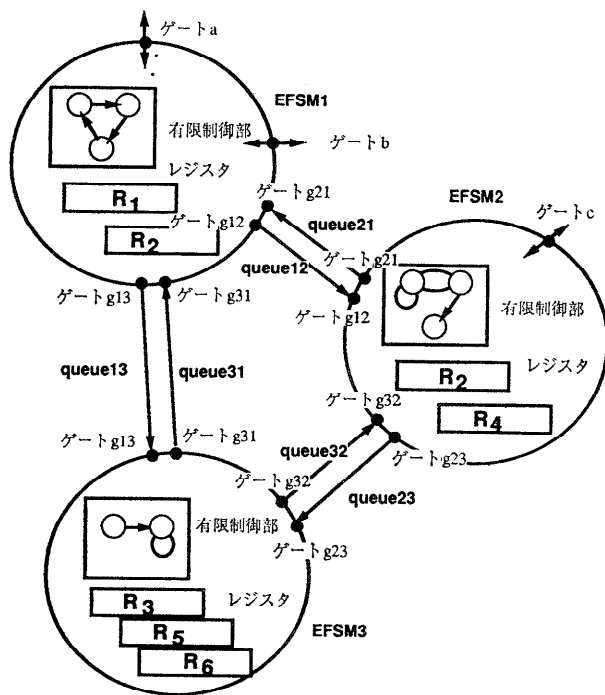 ゲートa
EFSM1
有限制御部
ゲートb
レジスタ
R1
R2
ゲートg21
ゲートg12
queue21
queue12
EFSM2
ゲートc
ゲートg21
ゲートg12
有限制御部
レジスタ
R2
R4
ゲートg13
ゲートg31
queue13
queue31
ゲートg32
ゲートg23
queue32
queue23
ゲートg13
ゲートg31
ゲートg32
ゲートg23
有限制御部
レジスタ
R3
R5
R6
EFSM3